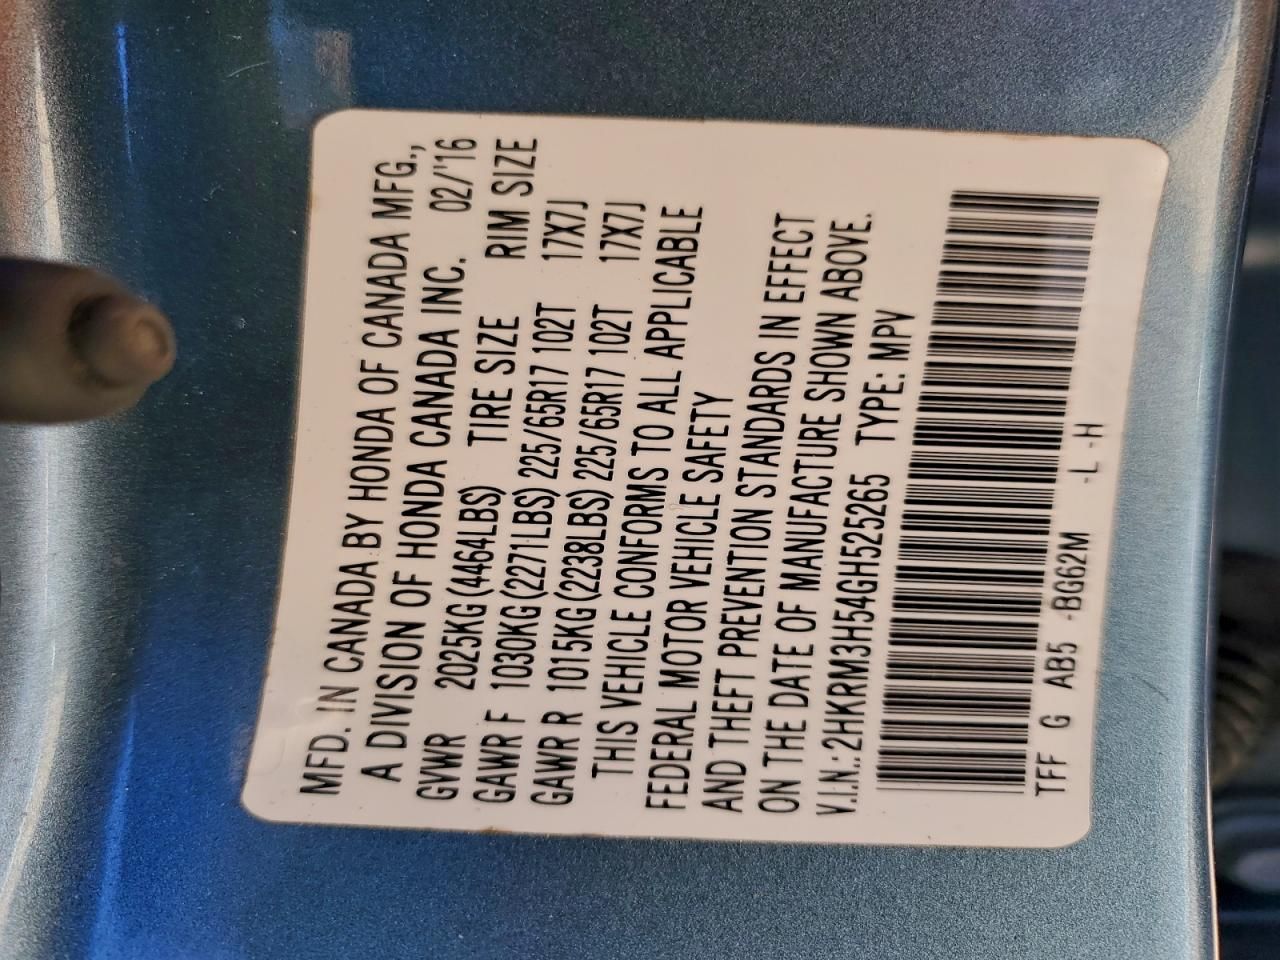 MFD. IN CANADA BY HONDA OF CANADA MFG.,
A DIVISION OF HONDA CANADA INC. 02/'16
GVWR 2025KG(4464LBS) TIRE SIZE RIM SIZE
GAWR F 1030KG(2271LBS) 225/65R17 102T 17X7J
GAWR R 1015KG(2238LBS) 225/65R17 102T 17X7J
THIS VEHICLE CONFORMS TO ALL APPLICABLE
FEDERAL MOTOR VEHICLE SAFETY
AND THEFT PREVENTION STANDARDS IN EFFECT
ON THE DATE OF MANUFACTURE SHOWN ABOVE.
V.I.N.:2HKRM3H54GH525265 TYPE: MPV
TFF G AB5 -BG62M -L -H